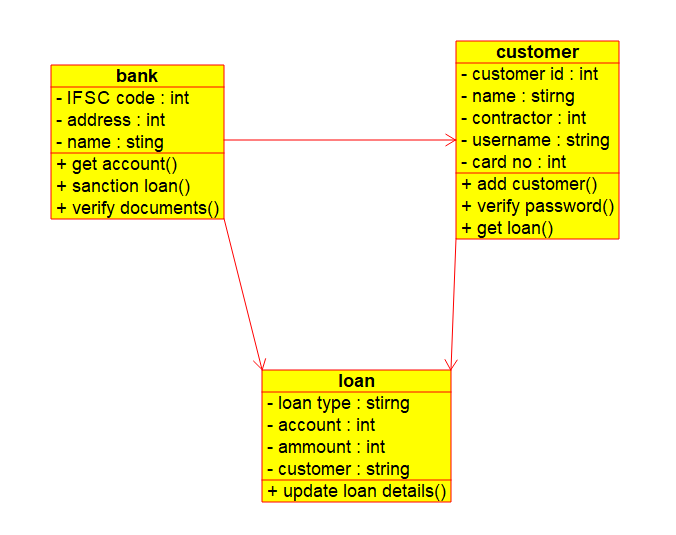 bank
- IFSC code : int
- address : int
- name : sting
+ get account()
+ sanction loan()
+ verify documents()
customer
- customer id : int
- name : stirng
- contractor : int
- username : string
- card no : int
+ add customer()
+ verify password()
+ get loan()
loan
- loan type : stirng
- account : int
- ammount : int
- customer : string
+ update loan details()